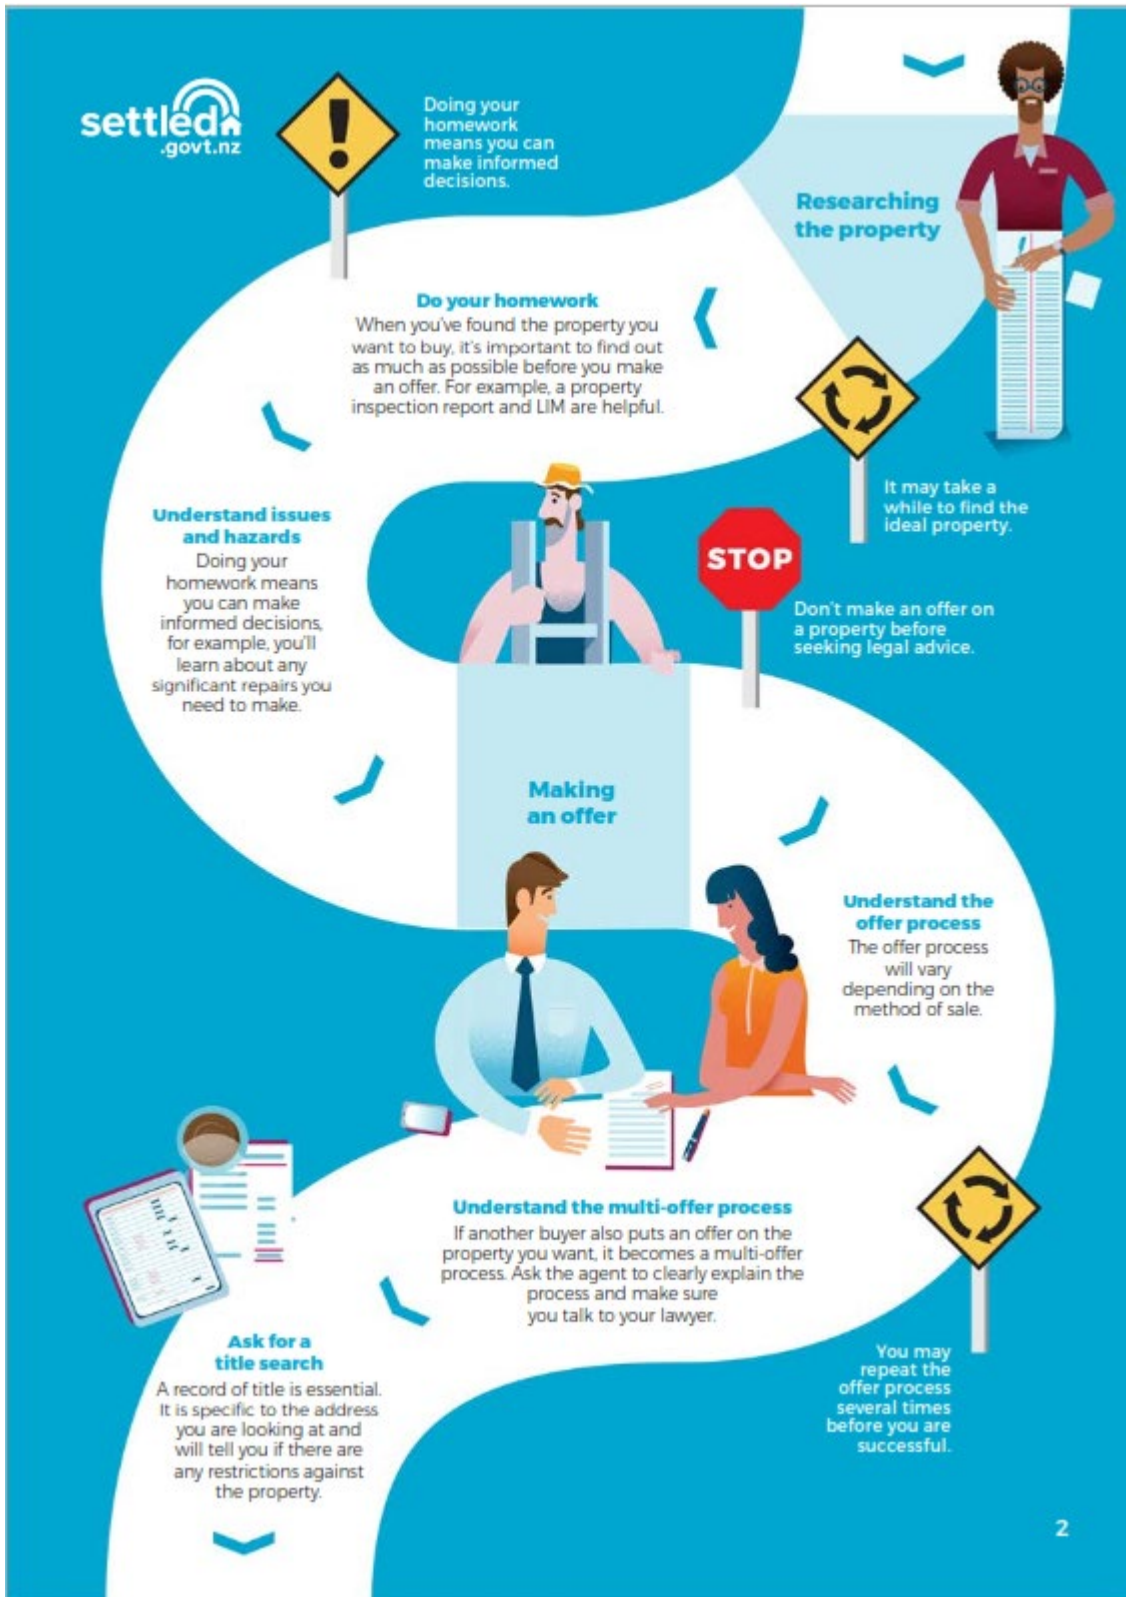 settled
.govt.nz
Doing your
homework
means you can
make informed
decisions.
Researching
the property
Do your homework
When you've found the property you
want to buy, it's important to find out
as much as possible before you make
an offer. For example, a property
inspection report and LIM are helpful.
It may take a
while to find the
ideal property.
Understand issues
and hazards
Doing your
homework means
you can make
informed decisions,
for example, you'll
learn about any
significant repairs you
need to make.
STOP
Don't make an offer on
a property before
seeking legal advice.
Making
an offer
Understand the
offer process
The offer process
will vary
depending on the
method of sale.
Understand the multi-offer process
If another buyer also puts an offer on the
property you want, it becomes a multi-offer
process. Ask the agent to clearly explain the
process and make sure
you talk to your lawyer.
You may
repeat the
offer process
several times
before you are
successful.
Ask for a
title search
A record of title is essential.
It is specific to the address
you are looking at and
will tell you if there are
any restrictions against
the property.
2